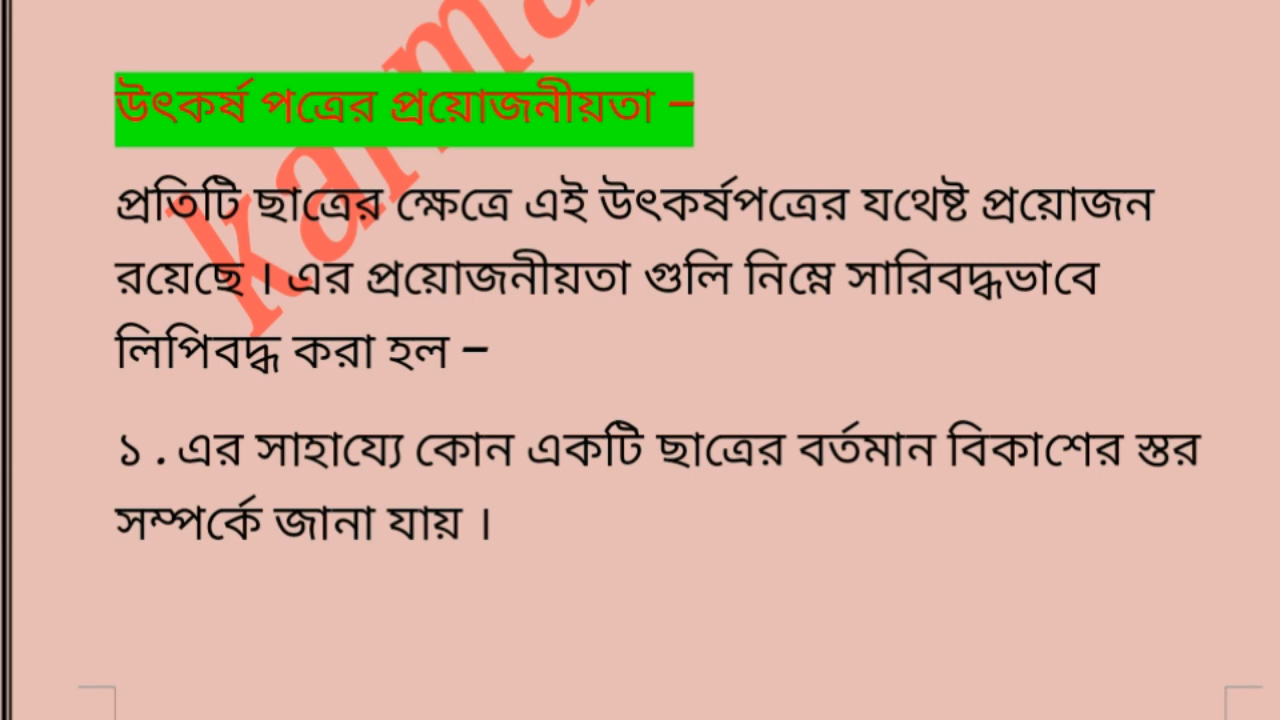 উৎকর্ষ পত্রের প্রয়োজনীয়তা –
প্রতিটি ছাত্রের ক্ষেত্রে এই উৎকর্ষপত্রের যথেষ্ট প্রয়োজন
রয়েছে । এর প্রয়োজনীয়তা গুলি নিম্নে সারিবদ্ধভাবে
লিপিবদ্ধ করা হল –
১ . এর সাহায্যে কোন একটি ছাত্রের বর্তমান বিকাশের স্তর
সম্পর্কে জানা যায় ।